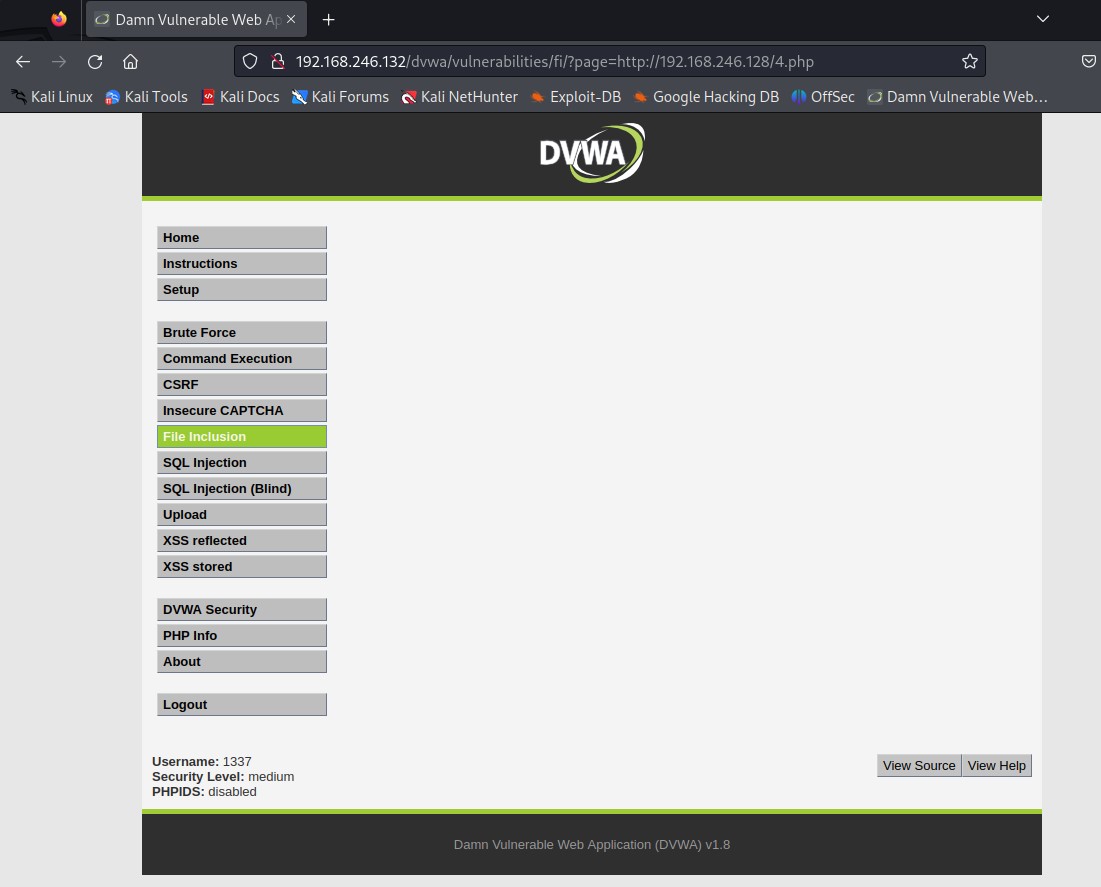 Damn Vulnerable Web Ap
192.168.246.132/dvwa/vulnerabilities/fi/?page=http://192.168.246.128/4.php
Kali Linux Kali Tools Kali Docs Kali Forums Kali NetHunter Exploit-DB Google Hacking DB OffSec Damn Vulnerable Web...
DVWA
Home
Instructions
Setup
Brute Force
Command Execution
CSRF
Insecure CAPTCHA
File Inclusion
SQL Injection
SQL Injection (Blind)
Upload
XSS reflected
XSS stored
DVWA Security
PHP Info
About
Logout
Username: 1337
Security Level: medium
PHPIDS: disabled
View Source View Help
Damn Vulnerable Web Application (DVWA) v1.8